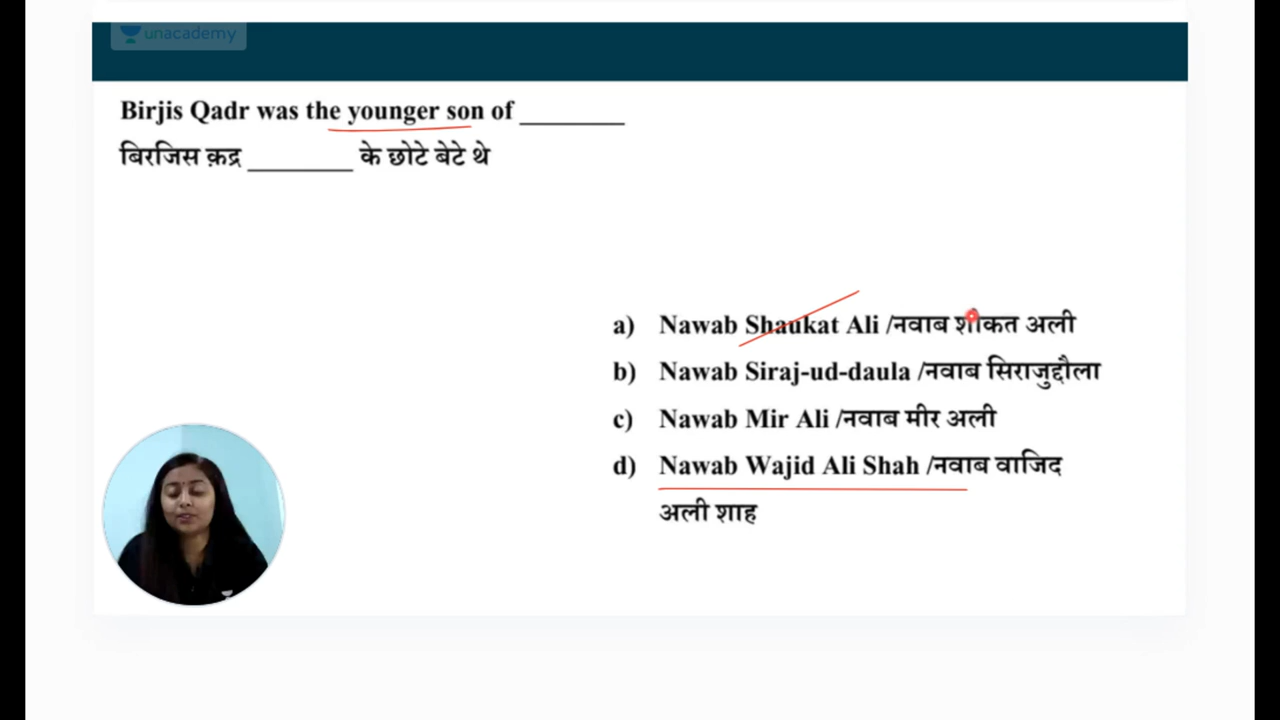 unacademy
Birjis Qadr was the younger son of ________
बिरजिस क़द्र ________ के छोटे बेटे थे
a) Nawab Shaukat Ali /नवाब शौकत अली
b) Nawab Siraj-ud-daula /नवाब सिराजुद्दौला
c) Nawab Mir Ali /नवाब मीर अली
d) Nawab Wajid Ali Shah /नवाब वाजिद
अली शाह